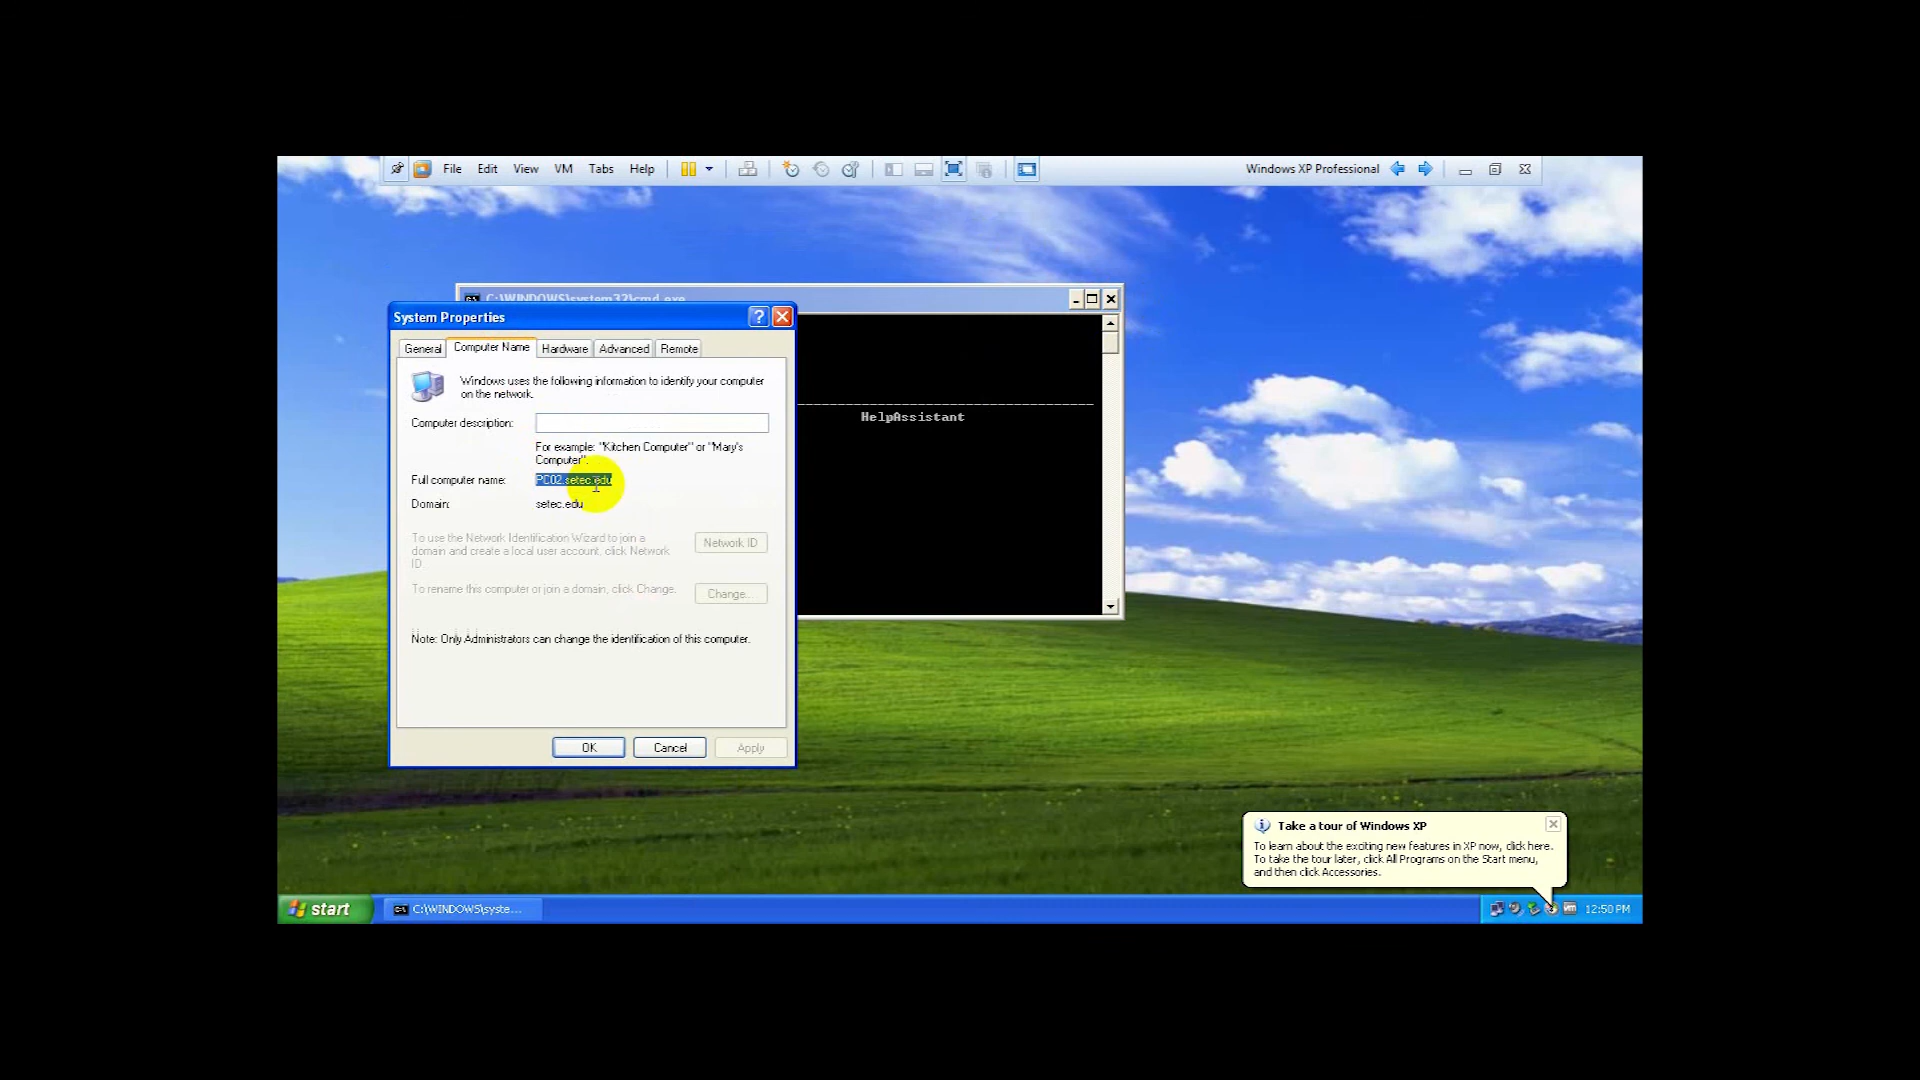 File Edit View VM Tabs Help
Windows XP Professional
C:\WINDOWS\system32\cmd.exe
System Properties
General Computer Name Hardware Advanced Remote
Windows uses the following information to identify your computer
on the network.
Computer description:
For example: "Kitchen Computer" or "Mary's
Computer".
Full computer name: PC02.setec.edu
Domain: setec.edu
To use the Network Identification Wizard to join a
domain and create a local user account, click Network
ID.
Network ID
To rename this computer or join a domain, click Change.
Change...
Note: Only Administrators can change the identification of this computer.
OK Cancel Apply
HelpAssistant
Take a tour of Windows XP
To learn about the exciting new features in XP now, click here.
To take the tour later, click All Programs on the Start menu,
and then click Accessories.
start
C:\WINDOWS\syste...
12:50 PM